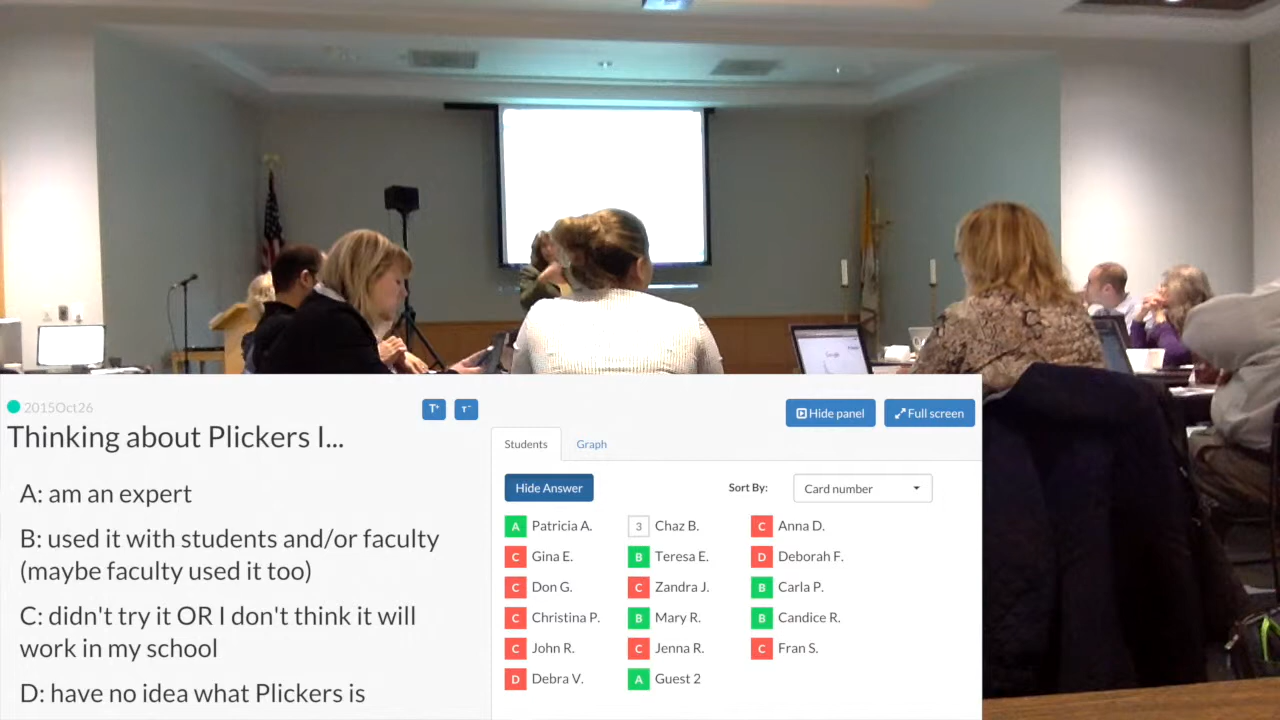 2015Oct26
T+
T-
Thinking about Plickers I...
A: am an expert
B: used it with students and/or faculty
(maybe faculty used it too)
C: didn't try it OR I don't think it will
work in my school
D: have no idea what Plickers is
Hide panel
Full screen
Students Graph
Hide Answer Sort By: Card number
A Patricia A. 3 Chaz B. C Anna D.
C Gina E. B Teresa E. D Deborah F.
C Don G. C Zandra J. B Carla P.
C Christina P. B Mary R. B Candice R.
C John R. C Jenna R. C Fran S.
D Debra V. A Guest 2
Google